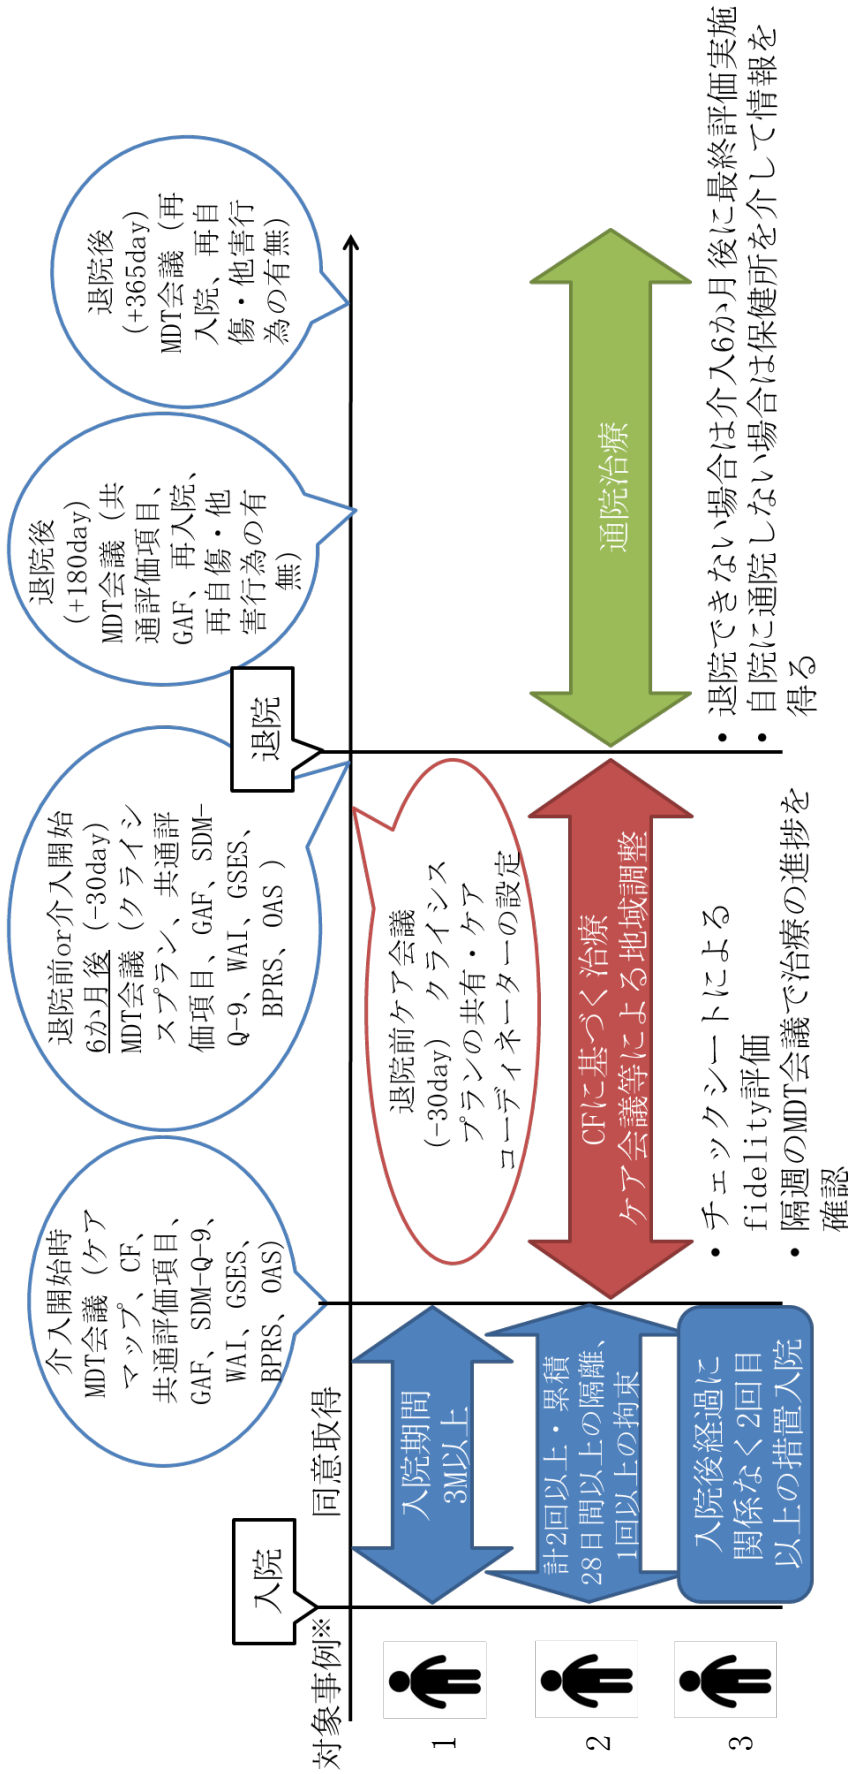 対象事例※
入院
同意取得
介入開始時
MDT会議（ケア
マップ、CF、
共通評価項目、
GAF、SDM-Q-9、
WAI、GSES、
BPRS、OAS）
退院前or介入開始
6か月後（-30day）
MDT会議（クライシ
スプラン、共通評
価項目、GAF、SDM-
Q-9、WAI、GSES、
BPRS、OAS ）
退院
退院後
(+180day)
MDT会議（共
通評価項目、
GAF、再入院、
再自傷・他
害行為の有
無）
退院後
(+365day)
MDT会議（再
入院、再自
傷・他害行
為の有無）
退院前ケア会議
(-30day)　クライシス
プランの共有・ケア
コーディネーターの設定
1
入院期間
3M以上
2
計2回以上・累積
28日間以上の隔離、
1回以上の拘束
3
入院後経過に
関係なく2回目
以上の措置入院
CFに基づく治療
ケア会議等による地域調整
通院治療
・チェックシートによる
fidelity評価
・隔週のMDT会議で治療の進捗を
確認
・退院できない場合は介入6か月後に最終評価実施
・自院に通院しない場合は保健所を介して情報を
得る